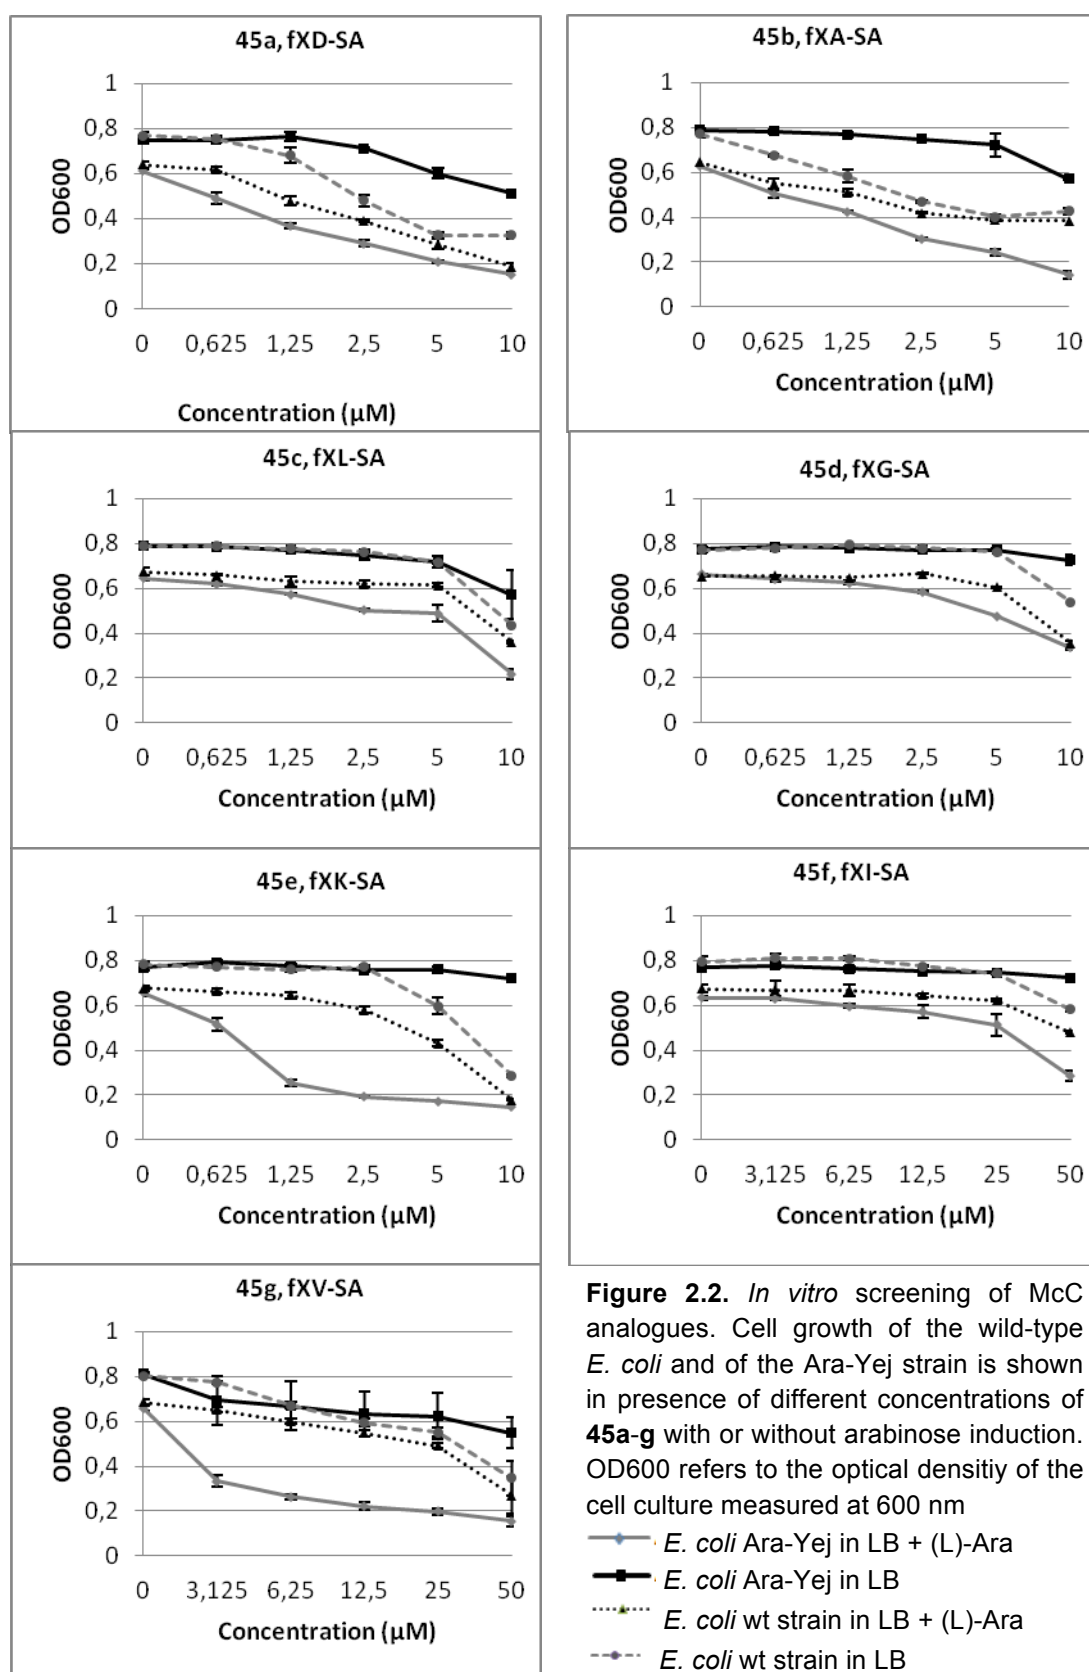 45a, fXD-SA
1
0,8
0,6
0,4
0,2
0
OD600
0 0,625 1,25 2,5 5 10
Concentration (µM)
45b, fXA-SA
1
0,8
0,6
0,4
0,2
0
OD600
0 0,625 1,25 2,5 5 10
Concentration (µM)
45c, fXL-SA
1
0,8
0,6
0,4
0,2
0
OD600
0 0,625 1,25 2,5 5 10
Concentration (µM)
45d, fXG-SA
1
0,8
0,6
0,4
0,2
0
OD600
0 0,625 1,25 2,5 5 10
Concentration (µM)
45e, fXK-SA
1
0,8
0,6
0,4
0,2
0
OD600
0 0,625 1,25 2,5 5 10
Concentration (µM)
45f, fXI-SA
1
0,8
0,6
0,4
0,2
0
OD600
0 3,125 6,25 12,5 25 50
Concentration (µM)
45g, fXV-SA
1
0,8
0,6
0,4
0,2
0
OD600
0 3,125 6,25 12,5 25 50
Concentration (µM)
Figure 2.2. In vitro screening of McC
analogues. Cell growth of the wild-type
E. coli and of the Ara-Yej strain is shown
in presence of different concentrations of
45a-g with or without arabinose induction.
OD600 refers to the optical densitiy of the
cell culture measured at 600 nm
E. coli Ara-Yej in LB + (L)-Ara
E. coli Ara-Yej in LB
E. coli wt strain in LB + (L)-Ara
E. coli wt strain in LB